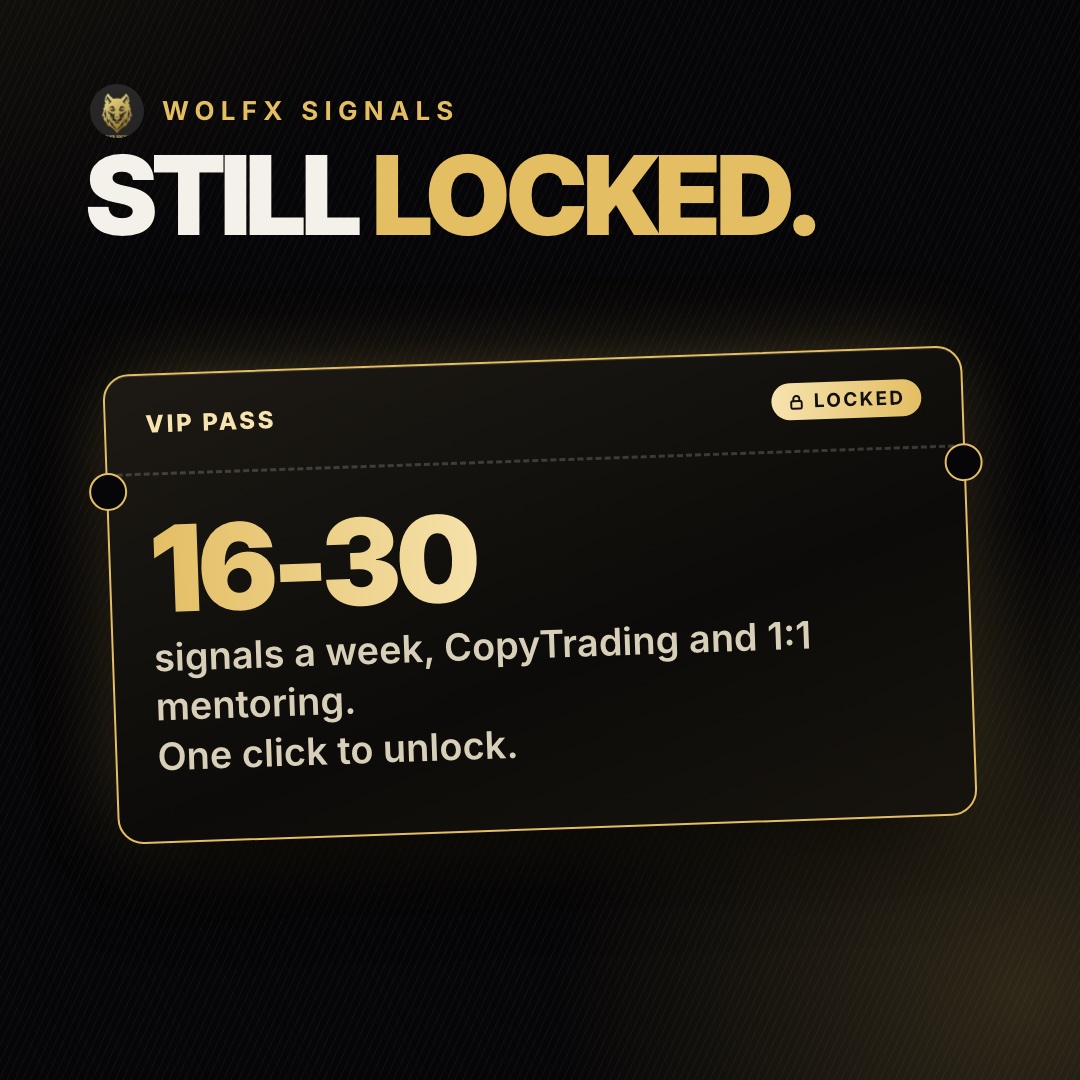 WOLFX SIGNALS
STILL LOCKED.
VIP PASS
LOCKED
16-30
signals a week, CopyTrading and 1:1
mentoring.
One click to unlock.